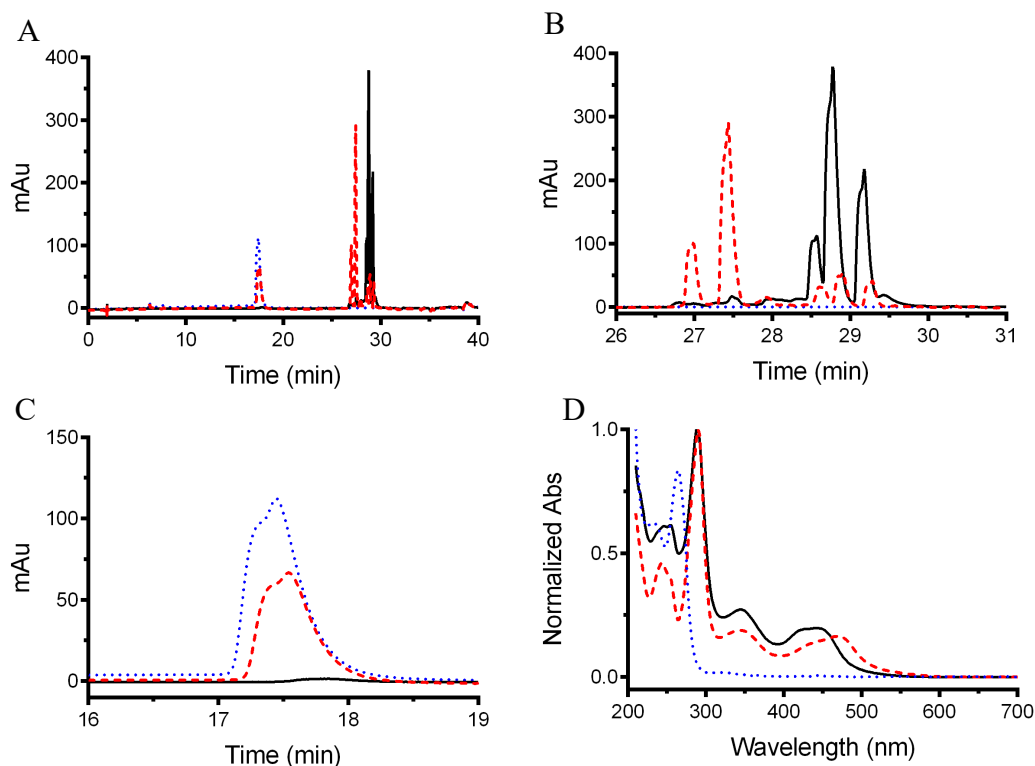 A
400
300
200
100
0
mAu
0 10 20 30 40
Time (min)
B
400
300
200
100
0
mAu
26 27 28 29 30 31
Time (min)
C
150
100
50
0
mAu
16 17 18 19
Time (min)
D
1.0
0.5
0.0
Normalized Abs
200 300 400 500 600 700
Wavelength (nm)